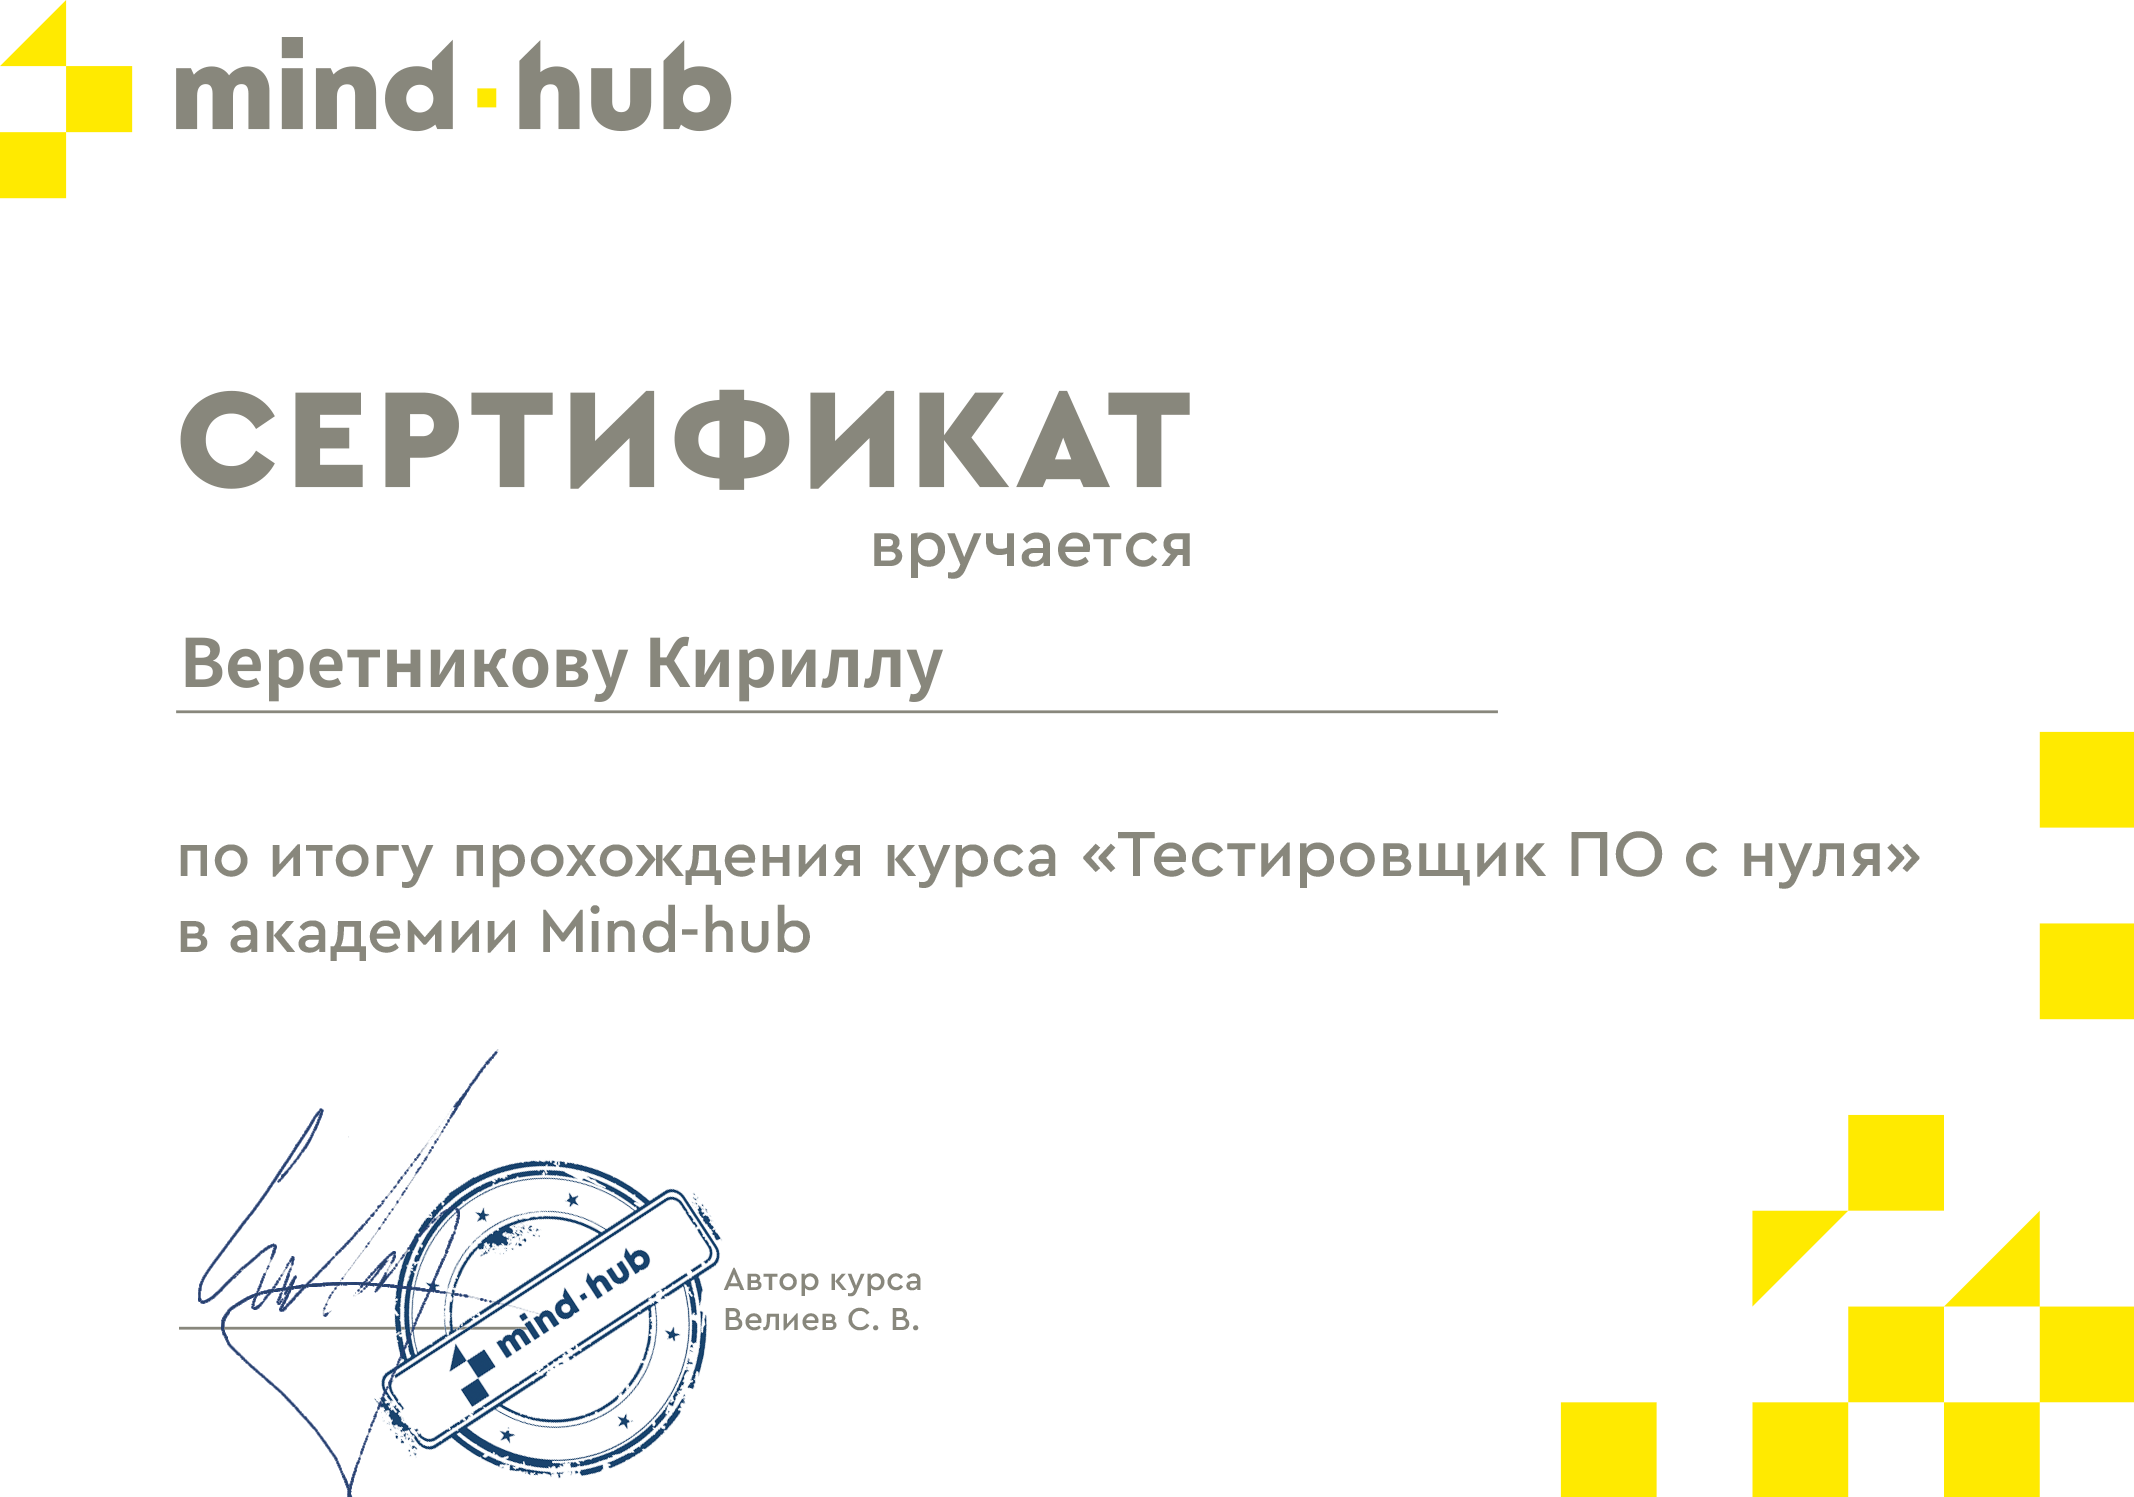 mind·hub
СЕРТИФИКАТ
вручается
Веретникову Кириллу
по итогу прохождения курса «Тестировщик ПО с нуля»
в академии Mind-hub
mind·hub
Автор курса
Велиев С. В.